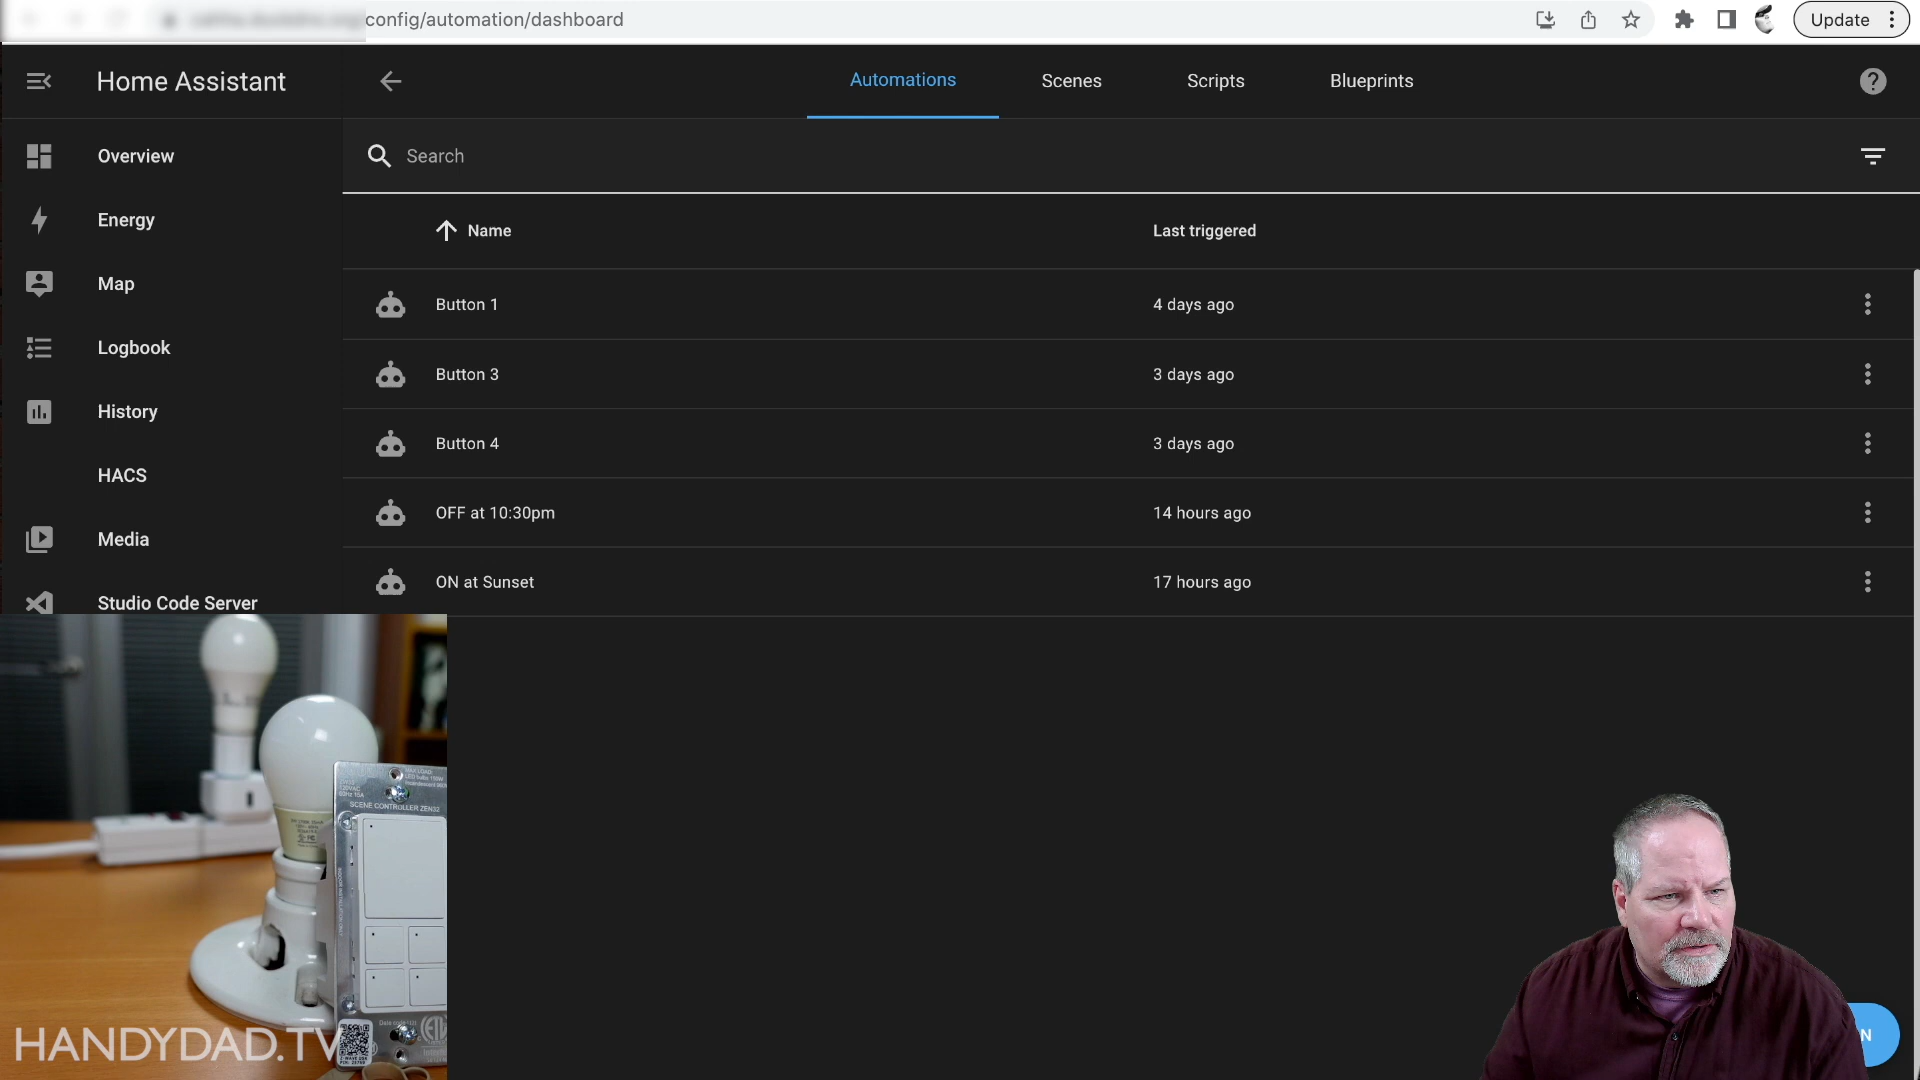 config/automation/dashboard
Update
Home Assistant
Automations
Scenes
Scripts
Blueprints
Overview
Energy
Map
Logbook
History
HACS
Media
Studio Code Server
Search
Name
Last triggered
Button 1
4 days ago
Button 3
3 days ago
Button 4
3 days ago
OFF at 10:30pm
14 hours ago
ON at Sunset
17 hours ago
SCENE CONTROLLER ZEN32
HANDYDAD.TV
N